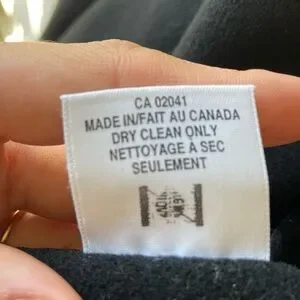 CA 02041
MADE IN/FAIT AU CANADA
DRY CLEAN ONLY
NETTOYAGE A SEC
SEULEMENT